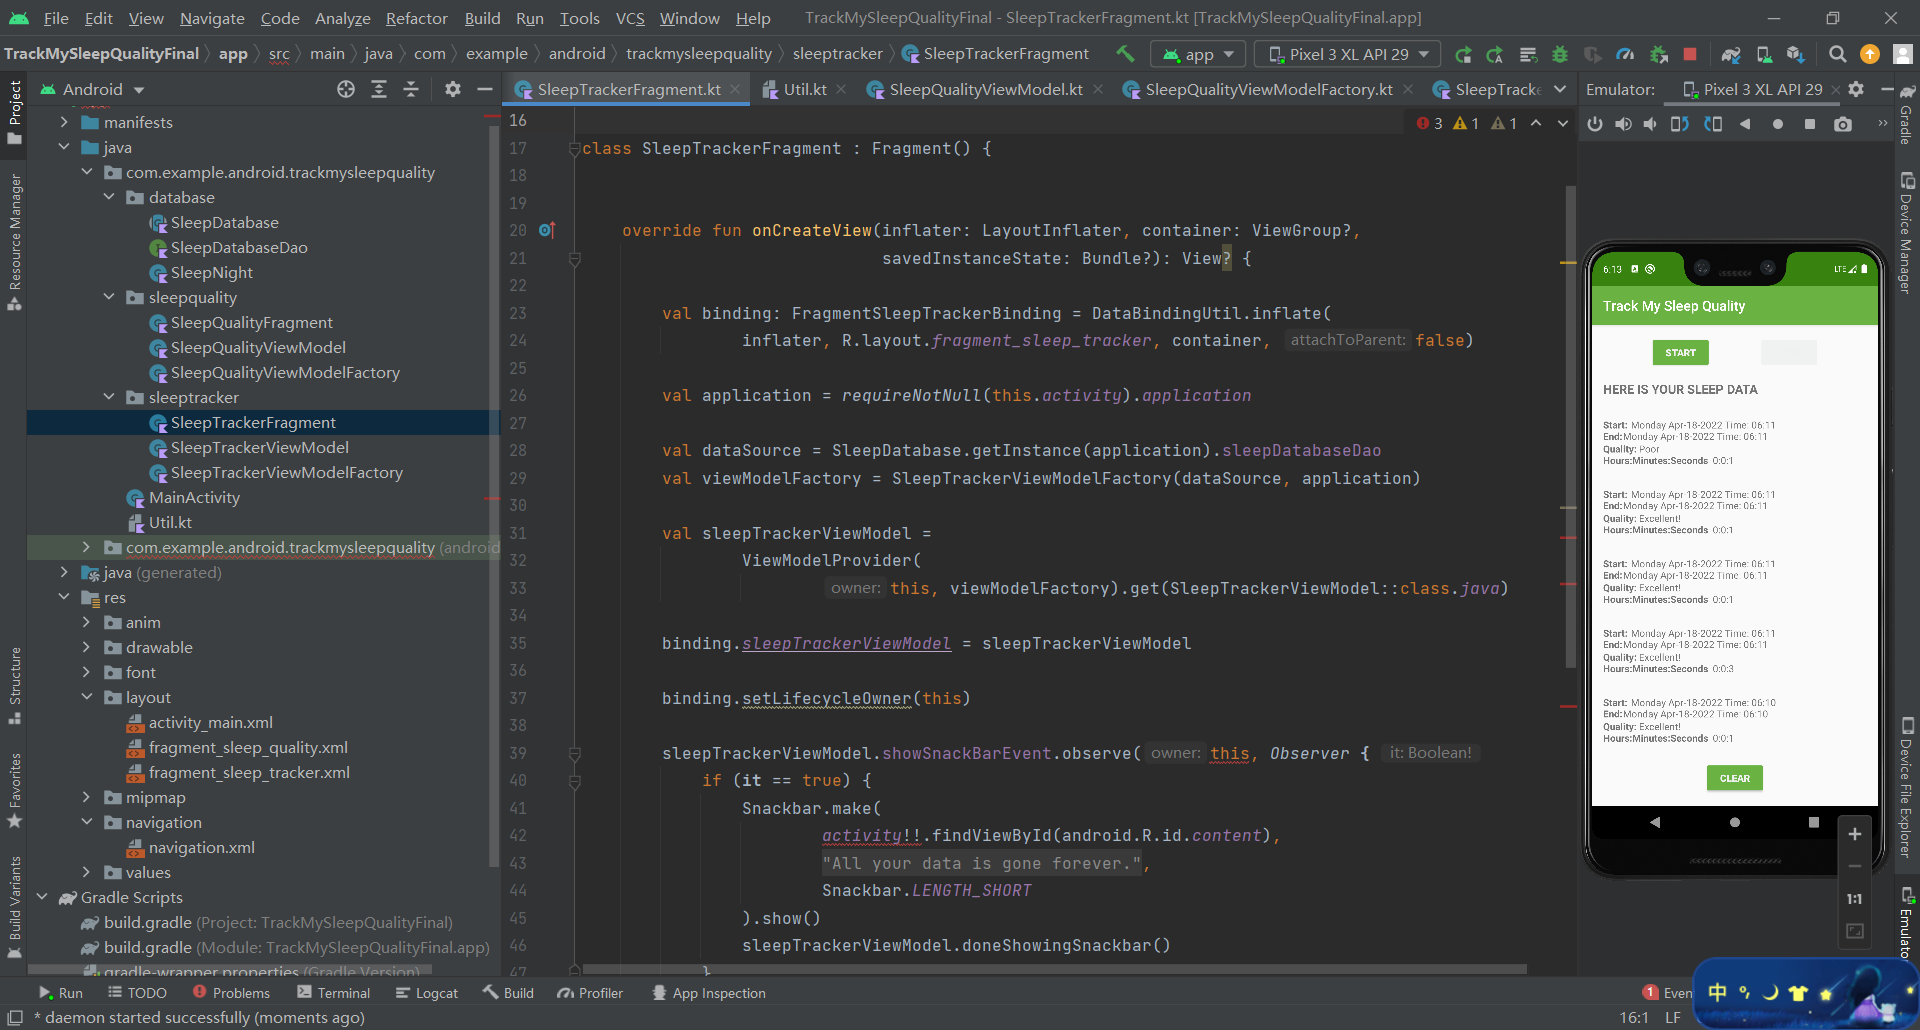 File Edit View Navigate Code Analyze Refactor Build Run Tools VCS Window Help TrackMySleepQualityFinal - SleepTrackerFragment.kt [TrackMySleepQualityFinal.app]
TrackMySleepQualityFinal app src main java com example android trackmysleepquality sleeptracker SleepTrackerFragment app Pixel 3 XL API 29
Project
Resource Manager
Structure
Favorites
Build Variants
Android
manifests
java
com.example.android.trackmysleepquality
database
SleepDatabase
SleepDatabaseDao
SleepNight
sleepquality
SleepQualityFragment
SleepQualityViewModel
SleepQualityViewModelFactory
sleeptracker
SleepTrackerFragment
SleepTrackerViewModel
SleepTrackerViewModelFactory
MainActivity
Util.kt
com.example.android.trackmysleepquality (android
java (generated)
res
anim
drawable
font
layout
activity_main.xml
fragment_sleep_quality.xml
fragment_sleep_tracker.xml
mipmap
navigation
navigation.xml
values
Gradle Scripts
build.gradle (Project: TrackMySleepQualityFinal)
build.gradle (Module: TrackMySleepQualityFinal.app)
gradle-wrapper.properties (Gradle Version)
SleepTrackerFragment.kt Util.kt SleepQualityViewModel.kt SleepQualityViewModelFactory.kt SleepTracke
3 1 1
16
17 class SleepTrackerFragment : Fragment() {
18
19
20 override fun onCreateView(inflater: LayoutInflater, container: ViewGroup?,
21 savedInstanceState: Bundle?): View? {
22
23 val binding: FragmentSleepTrackerBinding = DataBindingUtil.inflate(
24 inflater, R.layout.fragment_sleep_tracker, container, attachToParent: false)
25
26 val application = requireNotNull(this.activity).application
27
28 val dataSource = SleepDatabase.getInstance(application).sleepDatabaseDao
29 val viewModelFactory = SleepTrackerViewModelFactory(dataSource, application)
30
31 val sleepTrackerViewModel =
32 ViewModelProvider(
33 owner: this, viewModelFactory).get(SleepTrackerViewModel::class.java)
34
35 binding.sleepTrackerViewModel = sleepTrackerViewModel
36
37 binding.setLifecycleOwner(this)
38
39 sleepTrackerViewModel.showSnackBarEvent.observe( owner: this, Observer { it: Boolean!
40 if (it == true) {
41 Snackbar.make(
42 activity!!.findViewById(android.R.id.content),
43 "All your data is gone forever.",
44 Snackbar.LENGTH_SHORT
45 ).show()
46 sleepTrackerViewModel.doneShowingSnackbar()
47 }
Emulator: Pixel 3 XL API 29
6:13 LTE
Track My Sleep Quality
START
HERE IS YOUR SLEEP DATA
Start: Monday Apr-18-2022 Time: 06:11
End:Monday Apr-18-2022 Time: 06:11
Quality: Poor
Hours:Minutes:Seconds 0:0:1
Start: Monday Apr-18-2022 Time: 06:11
End:Monday Apr-18-2022 Time: 06:11
Quality: Excellent!
Hours:Minutes:Seconds 0:0:1
Start: Monday Apr-18-2022 Time: 06:11
End:Monday Apr-18-2022 Time: 06:11
Quality: Excellent!
Hours:Minutes:Seconds 0:0:1
Start: Monday Apr-18-2022 Time: 06:11
End:Monday Apr-18-2022 Time: 06:11
Quality: Excellent!
Hours:Minutes:Seconds 0:0:3
Start: Monday Apr-18-2022 Time: 06:10
End:Monday Apr-18-2022 Time: 06:10
Quality: Excellent!
Hours:Minutes:Seconds 0:0:1
CLEAR
1:1
Gradle
Device Manager
Device File Explorer
Emulator
Run TODO Problems Terminal Logcat Build Profiler App Inspection 1 Even
中
* daemon started successfully (moments ago) 16:1 LF